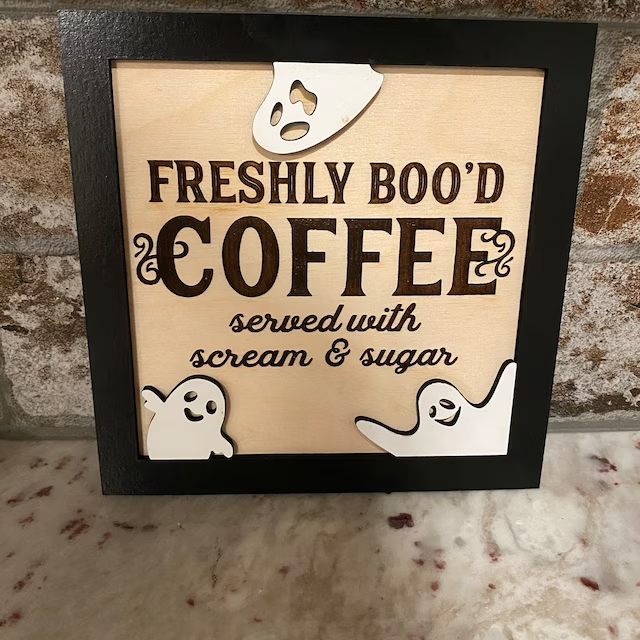 FRESHLY BOO'D
COFFEE
served with
scream & sugar